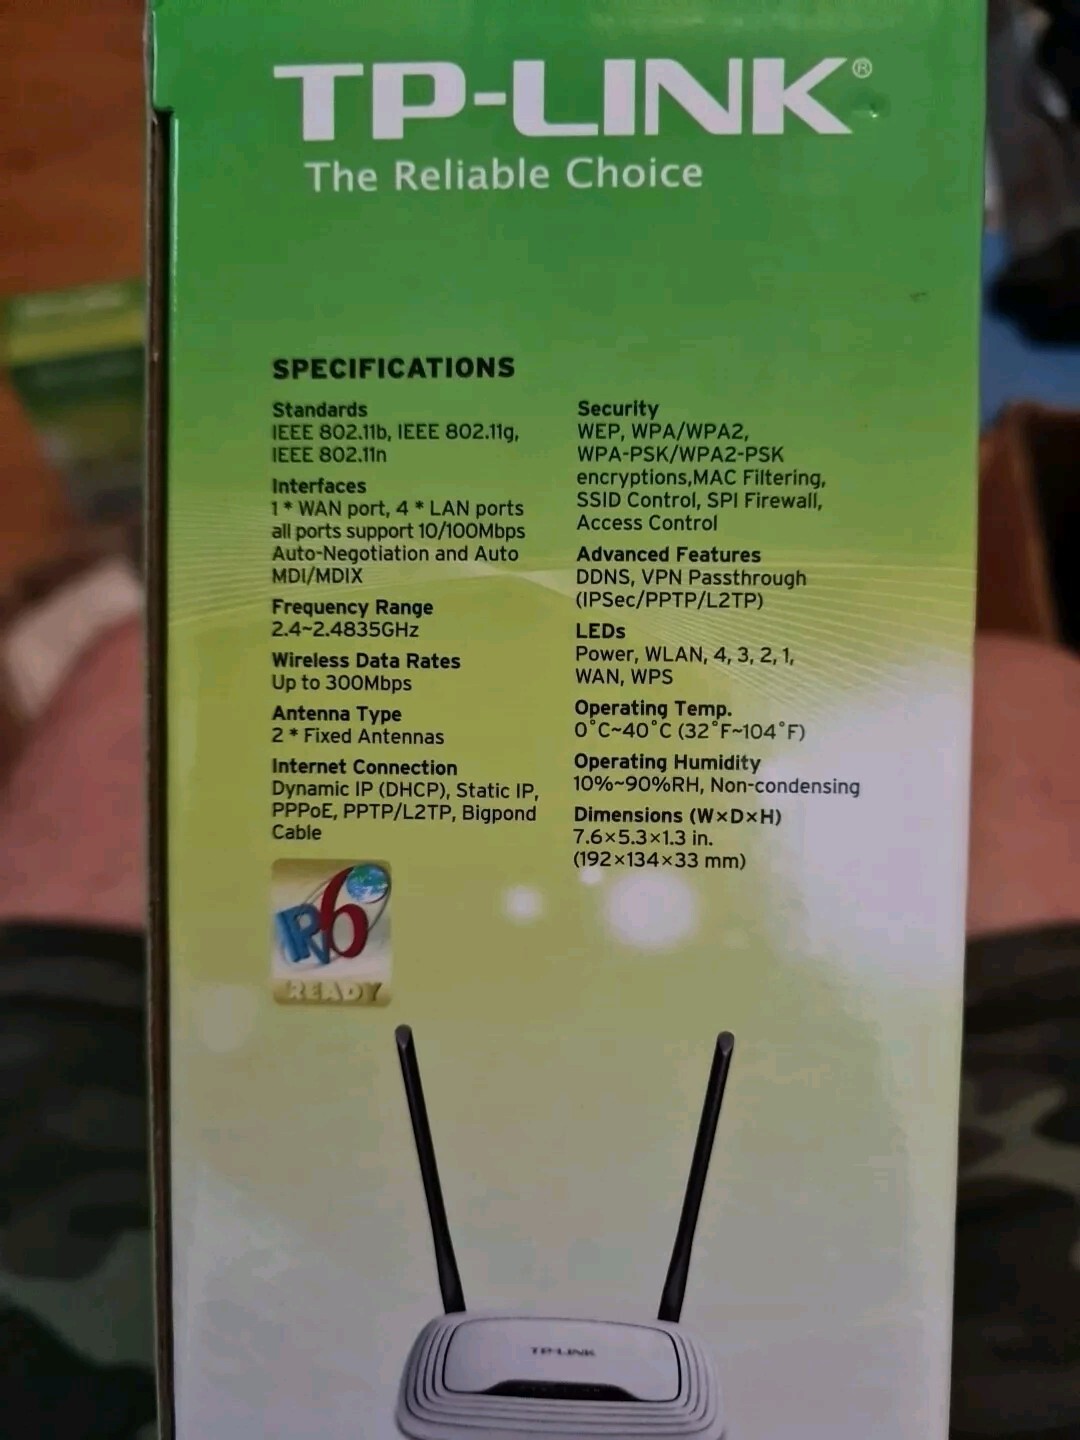 TP-LINK®
The Reliable Choice
SPECIFICATIONS
Standards
IEEE 802.11b, IEEE 802.11g,
IEEE 802.11n
Interfaces
1 * WAN port, 4 * LAN ports
all ports support 10/100Mbps
Auto-Negotiation and Auto
MDI/MDIX
Frequency Range
2.4~2.4835GHz
Wireless Data Rates
Up to 300Mbps
Antenna Type
2 * Fixed Antennas
Internet Connection
Dynamic IP (DHCP), Static IP,
PPPoE, PPTP/L2TP, Bigpond
Cable
Security
WEP, WPA/WPA2,
WPA-PSK/WPA2-PSK
encryptions,MAC Filtering,
SSID Control, SPI Firewall,
Access Control
Advanced Features
DDNS, VPN Passthrough
(IPSec/PPTP/L2TP)
LEDs
Power, WLAN, 4, 3, 2, 1,
WAN, WPS
Operating Temp.
0˚C~40˚C (32˚F~104˚F)
Operating Humidity
10%~90%RH, Non-condensing
Dimensions (W×D×H)
7.6×5.3×1.3 in.
(192×134×33 mm)
IPv6
READY
TP-LINK